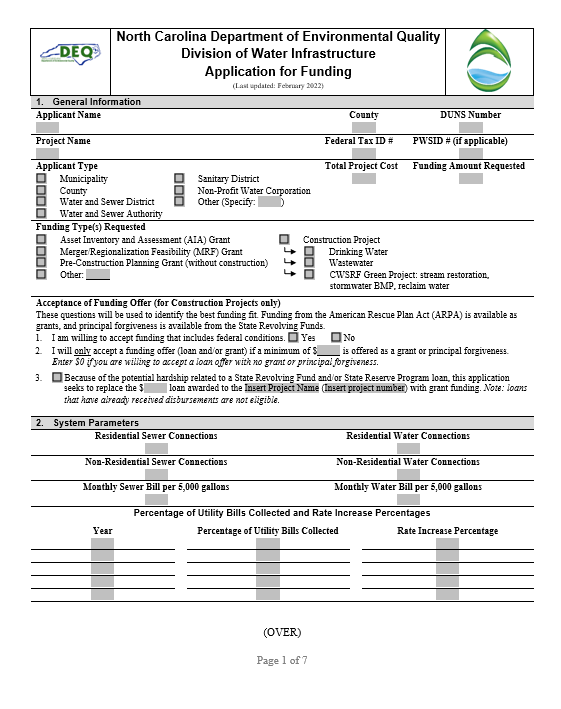 DEQ
North Carolina Department of Environmental Quality
Division of Water Infrastructure
Application for Funding
(Last updated: February 2022)
1. General Information
Applicant Name County DUNS Number
Project Name Federal Tax ID # PWSID # (if applicable)
Applicant Type Total Project Cost Funding Amount Requested
Municipality Sanitary District
County Non-Profit Water Corporation
Water and Sewer District Other (Specify: )
Water and Sewer Authority
Funding Type(s) Requested
Asset Inventory and Assessment (AIA) Grant Construction Project
Merger/Regionalization Feasibility (MRF) Grant Drinking Water
Pre-Construction Planning Grant (without construction) Wastewater
Other: CWSRF Green Project: stream restoration,
stormwater BMP, reclaim water
Acceptance of Funding Offer (for Construction Projects only)
These questions will be used to identify the best funding fit. Funding from the American Rescue Plan Act (ARPA) is available as
grants, and principal forgiveness is available from the State Revolving Funds.
1. I am willing to accept funding that includes federal conditions. Yes No
2. I will only accept a funding offer (loan and/or grant) if a minimum of $ is offered as a grant or principal forgiveness.
Enter $0 if you are willing to accept a loan offer with no grant or principal forgiveness.
3. Because of the potential hardship related to a State Revolving Fund and/or State Reserve Program loan, this application
seeks to replace the $ loan awarded to the Insert Project Name (Insert project number) with grant funding. Note: loans
that have already received disbursements are not eligible.
2. System Parameters
Residential Sewer Connections Residential Water Connections
Non-Residential Sewer Connections Non-Residential Water Connections
Monthly Sewer Bill per 5,000 gallons Monthly Water Bill per 5,000 gallons
Percentage of Utility Bills Collected and Rate Increase Percentages
Year Percentage of Utility Bills Collected Rate Increase Percentage
(OVER)
Page 1 of 7